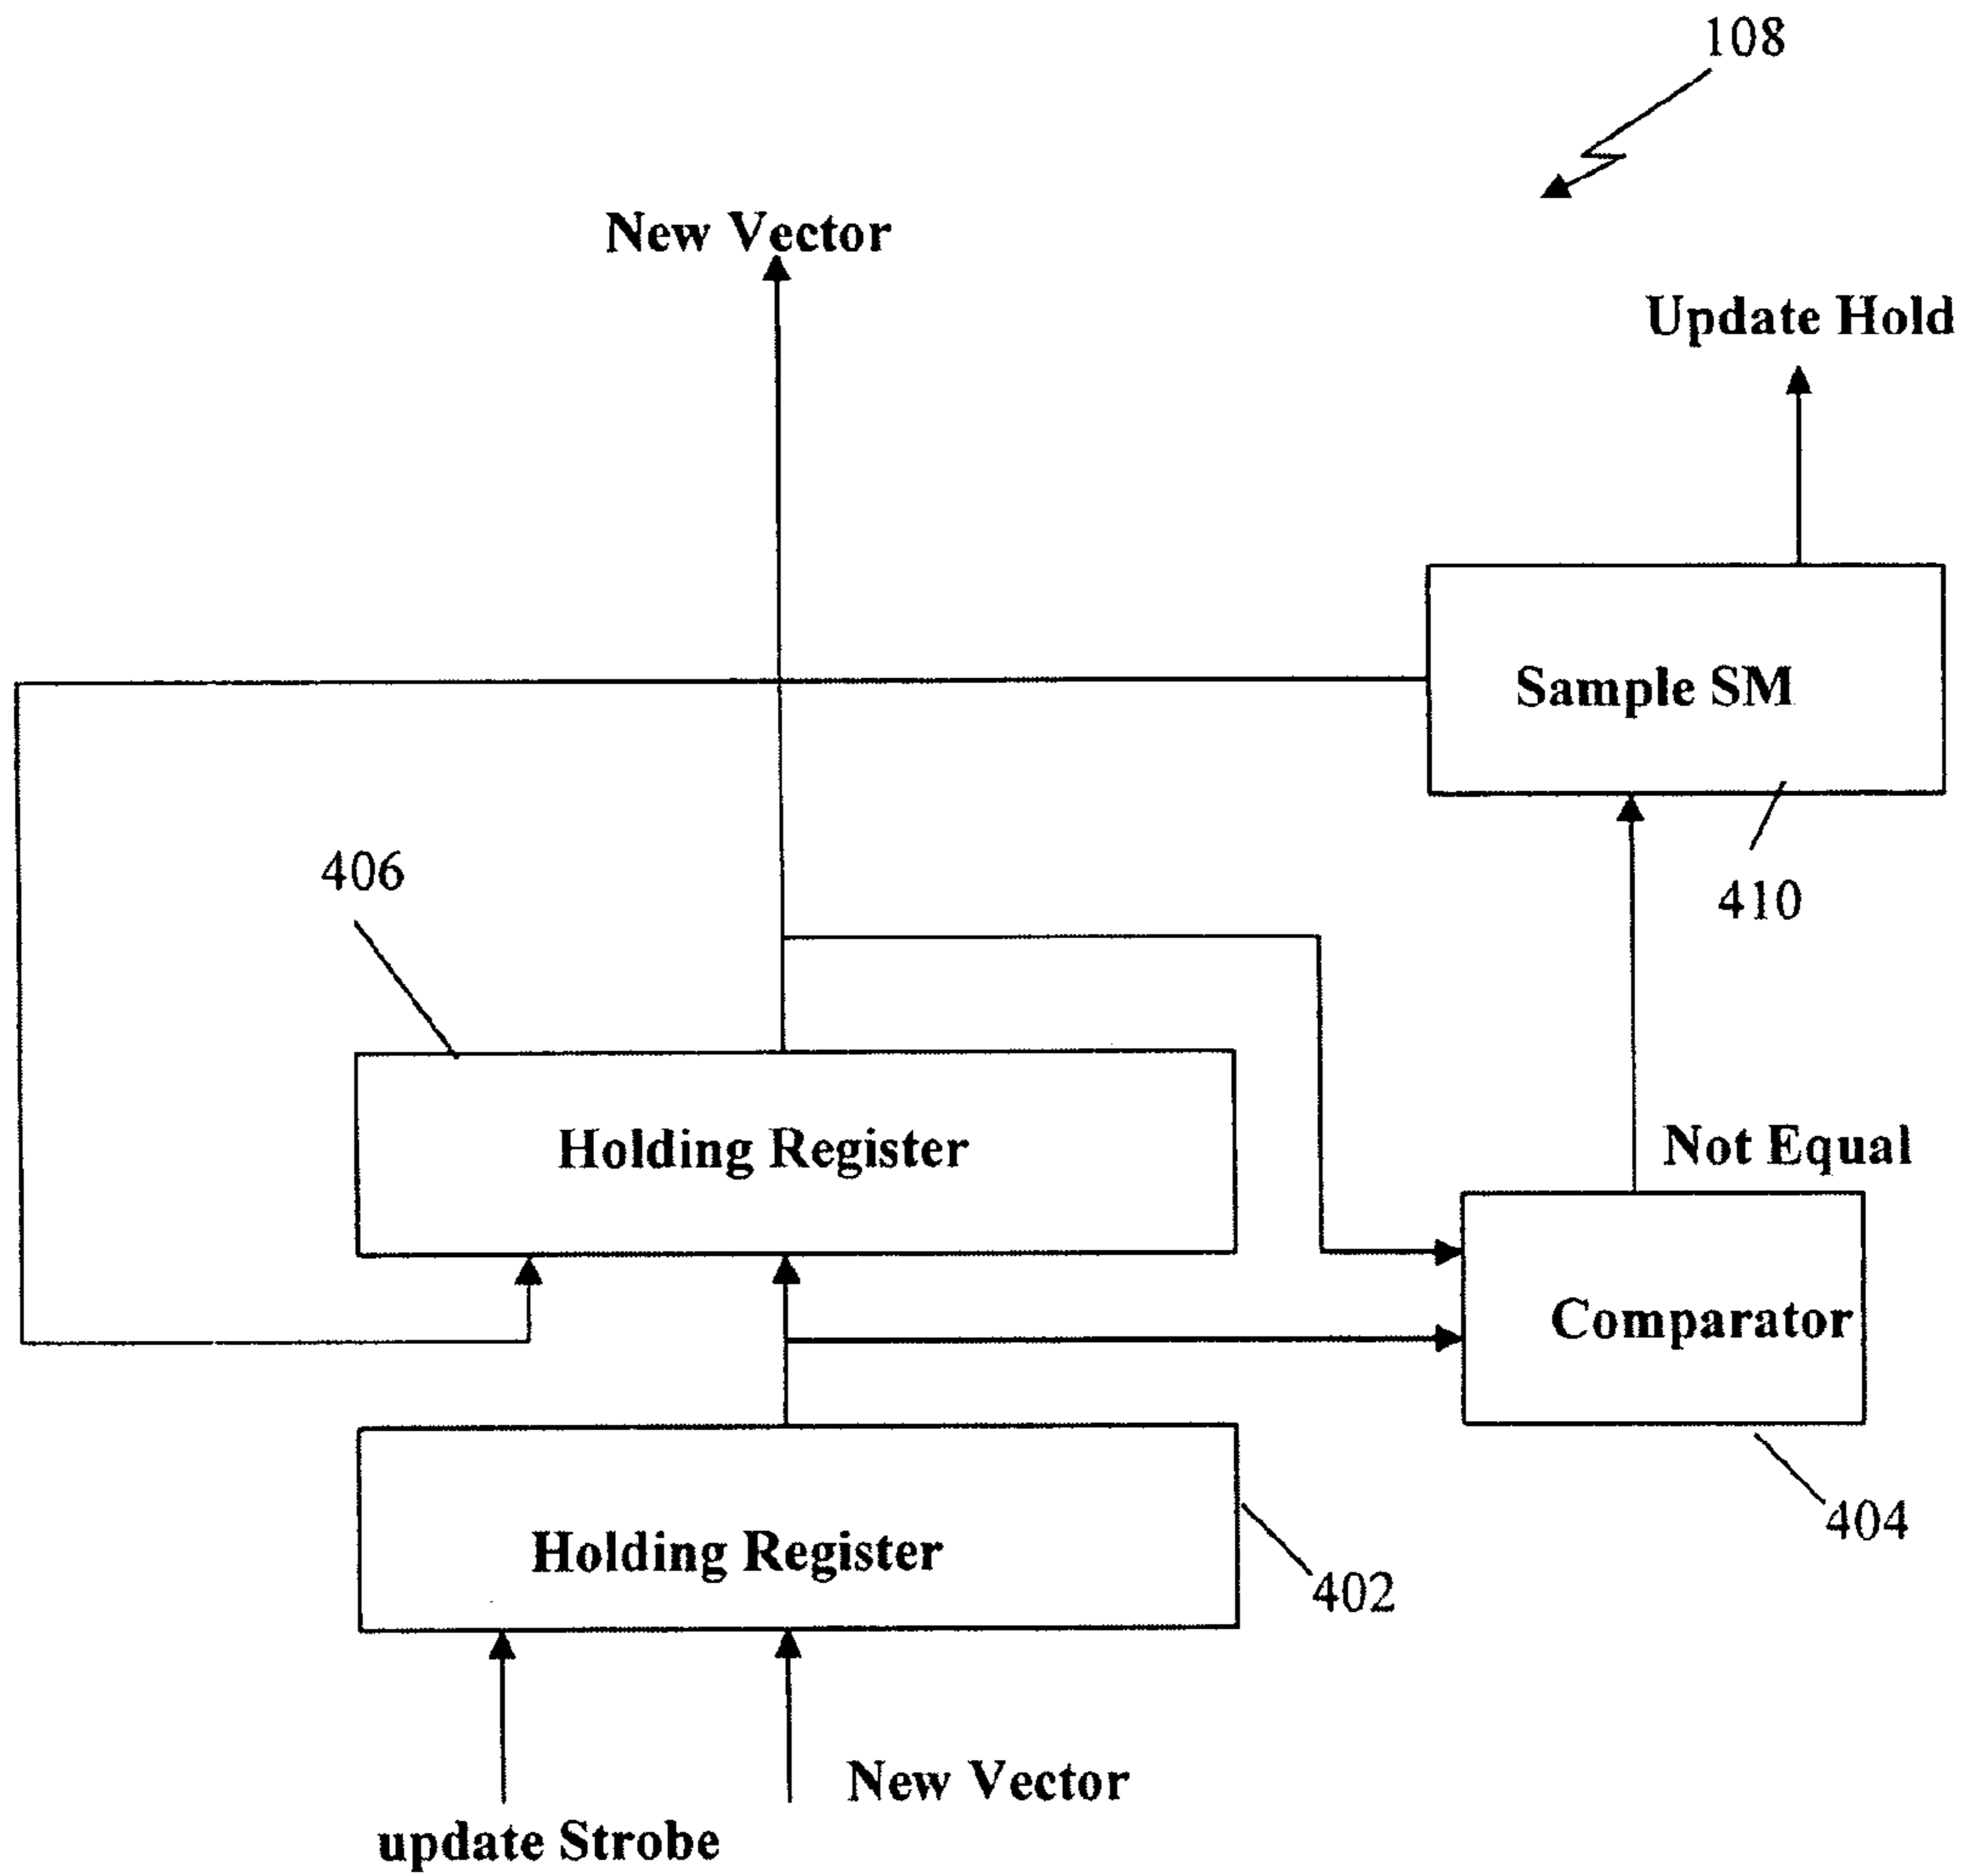 108
New Vector
Update Hold
Sample SM
406
410
Holding Register
Not Equal
Comparator
404
Holding Register
402
New Vector
update Strobe